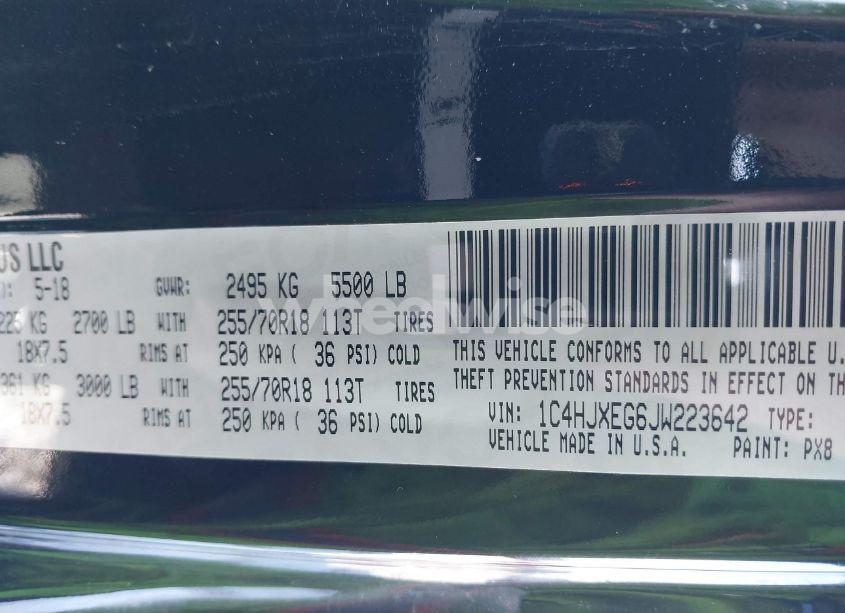 US LLC
): 5-18 GVWR: 2495 KG 5500 LB
225 KG 2700 LB WITH 255/70R18 113T TIRES
18X7.5 RIMS AT 250 KPA ( 36 PSI) COLD
361 KG 3000 LB WITH 255/70R18 113T TIRES
18X7.5 RIMS AT 250 KPA ( 36 PSI) COLD
THIS VEHICLE CONFORMS TO ALL APPLICABLE U.
THEFT PREVENTION STANDARDS IN EFFECT ON TH
VIN: 1C4HJXEG6JW223642 TYPE:
VEHICLE MADE IN U.S.A. PAINT: PX8
wheelwise